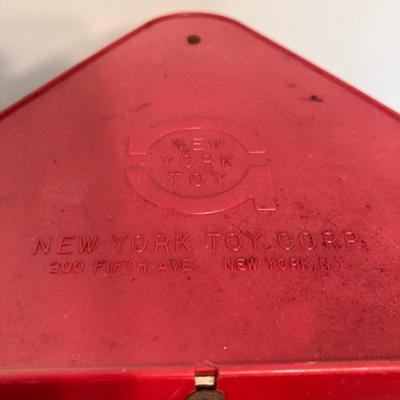 NEW
YORK
TOY
NEW YORK TOY CORP.
200 FIFTH AVE. NEW YORK, N.Y.